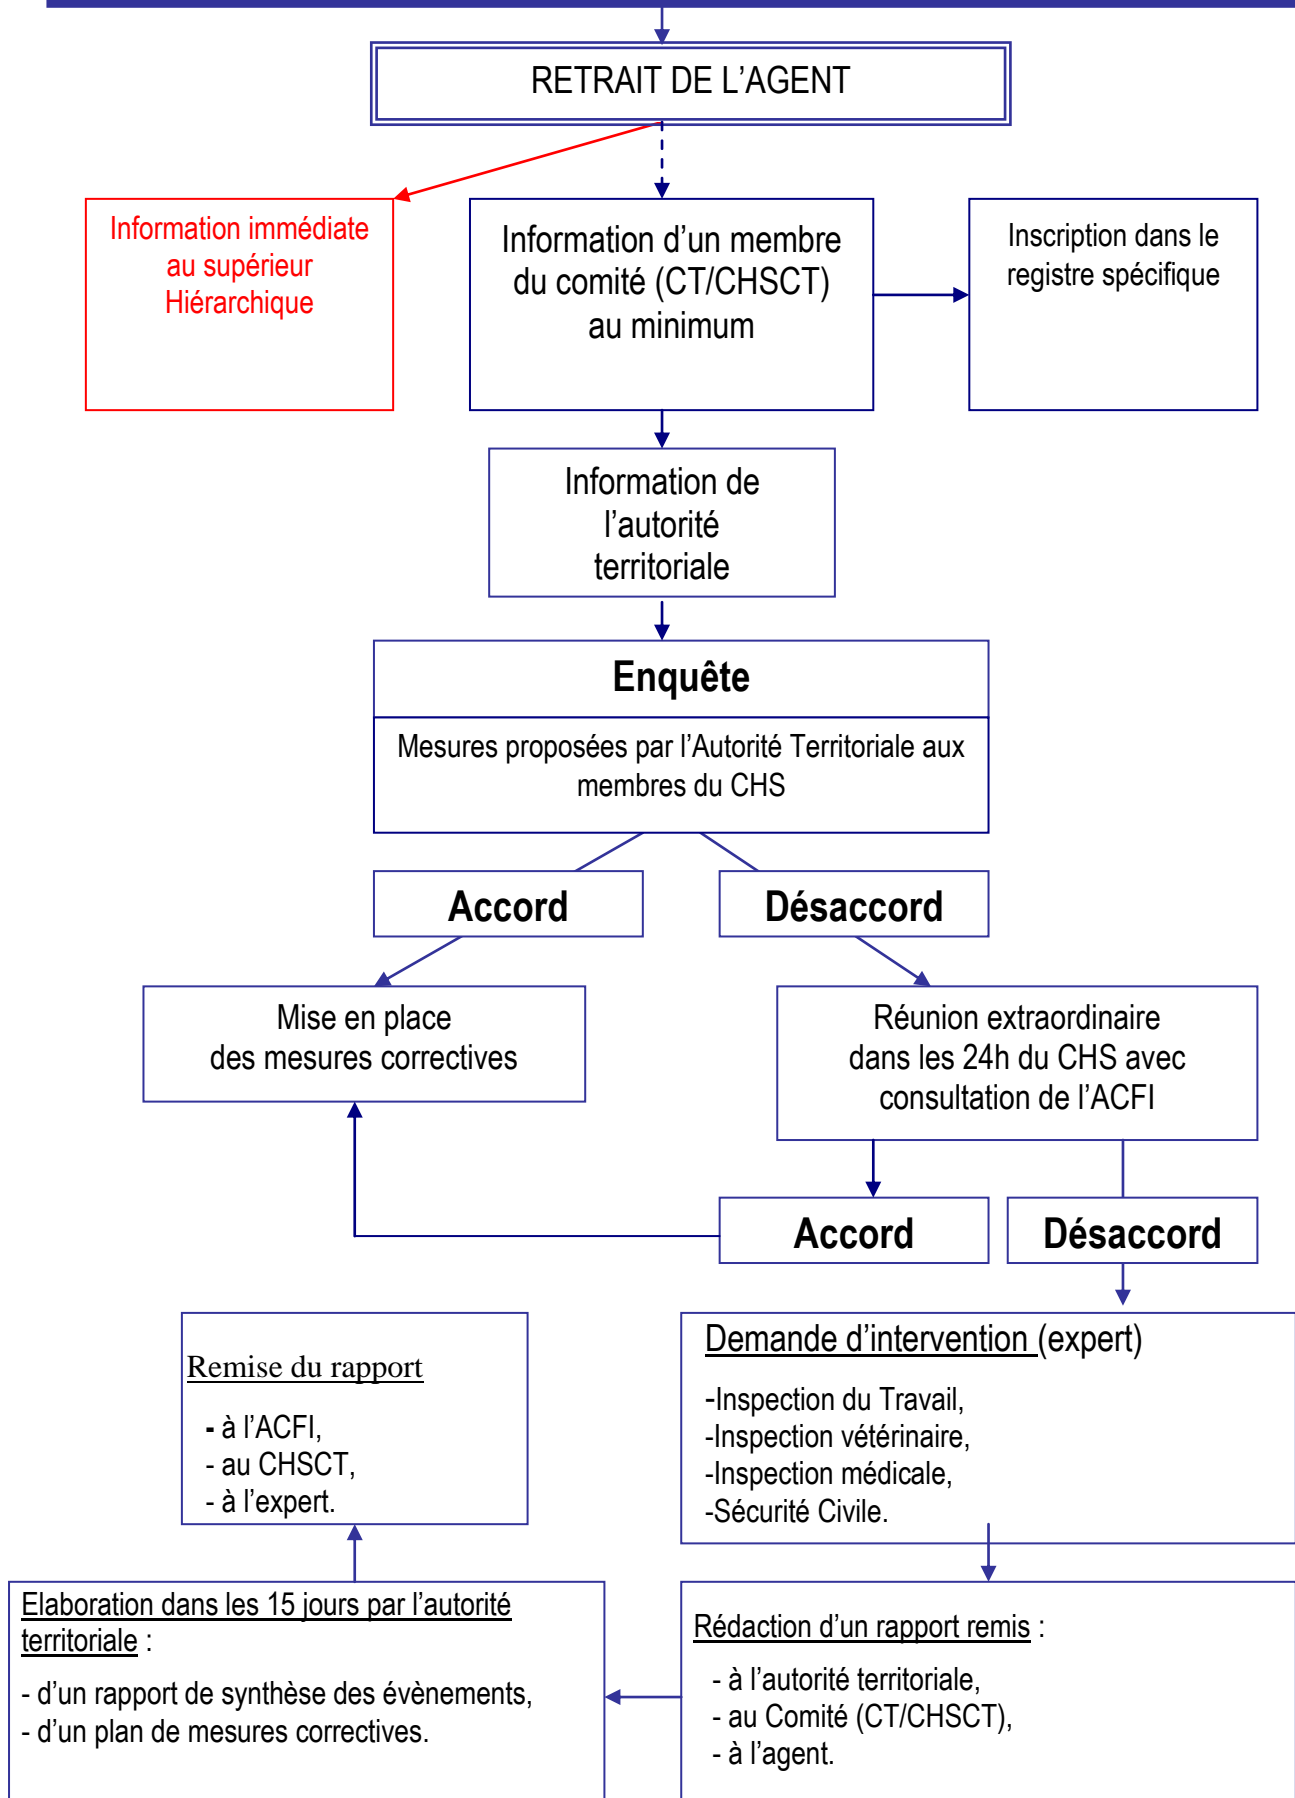 RETRAIT DE L’AGENT
Information immédiate
au supérieur
Hiérarchique
Information d’un membre
du comité (CT/CHSCT)
au minimum
Inscription dans le
registre spécifique
Information de
l’autorité
territoriale
Enquête
Mesures proposées par l’Autorité Territoriale aux
membres du CHS
Accord
Désaccord
Mise en place
des mesures correctives
Réunion extraordinaire
dans les 24h du CHS avec
consultation de l’ACFI
Accord
Désaccord
Demande d’intervention (expert)
-Inspection du Travail,
-Inspection vétérinaire,
-Inspection médicale,
-Sécurité Civile.
Remise du rapport
- à l’ACFI,
- au CHSCT,
- à l’expert.
Rédaction d’un rapport remis :
- à l’autorité territoriale,
- au Comité (CT/CHSCT),
- à l’agent.
Elaboration dans les 15 jours par l’autorité
territoriale :
- d’un rapport de synthèse des évènements,
- d’un plan de mesures correctives.